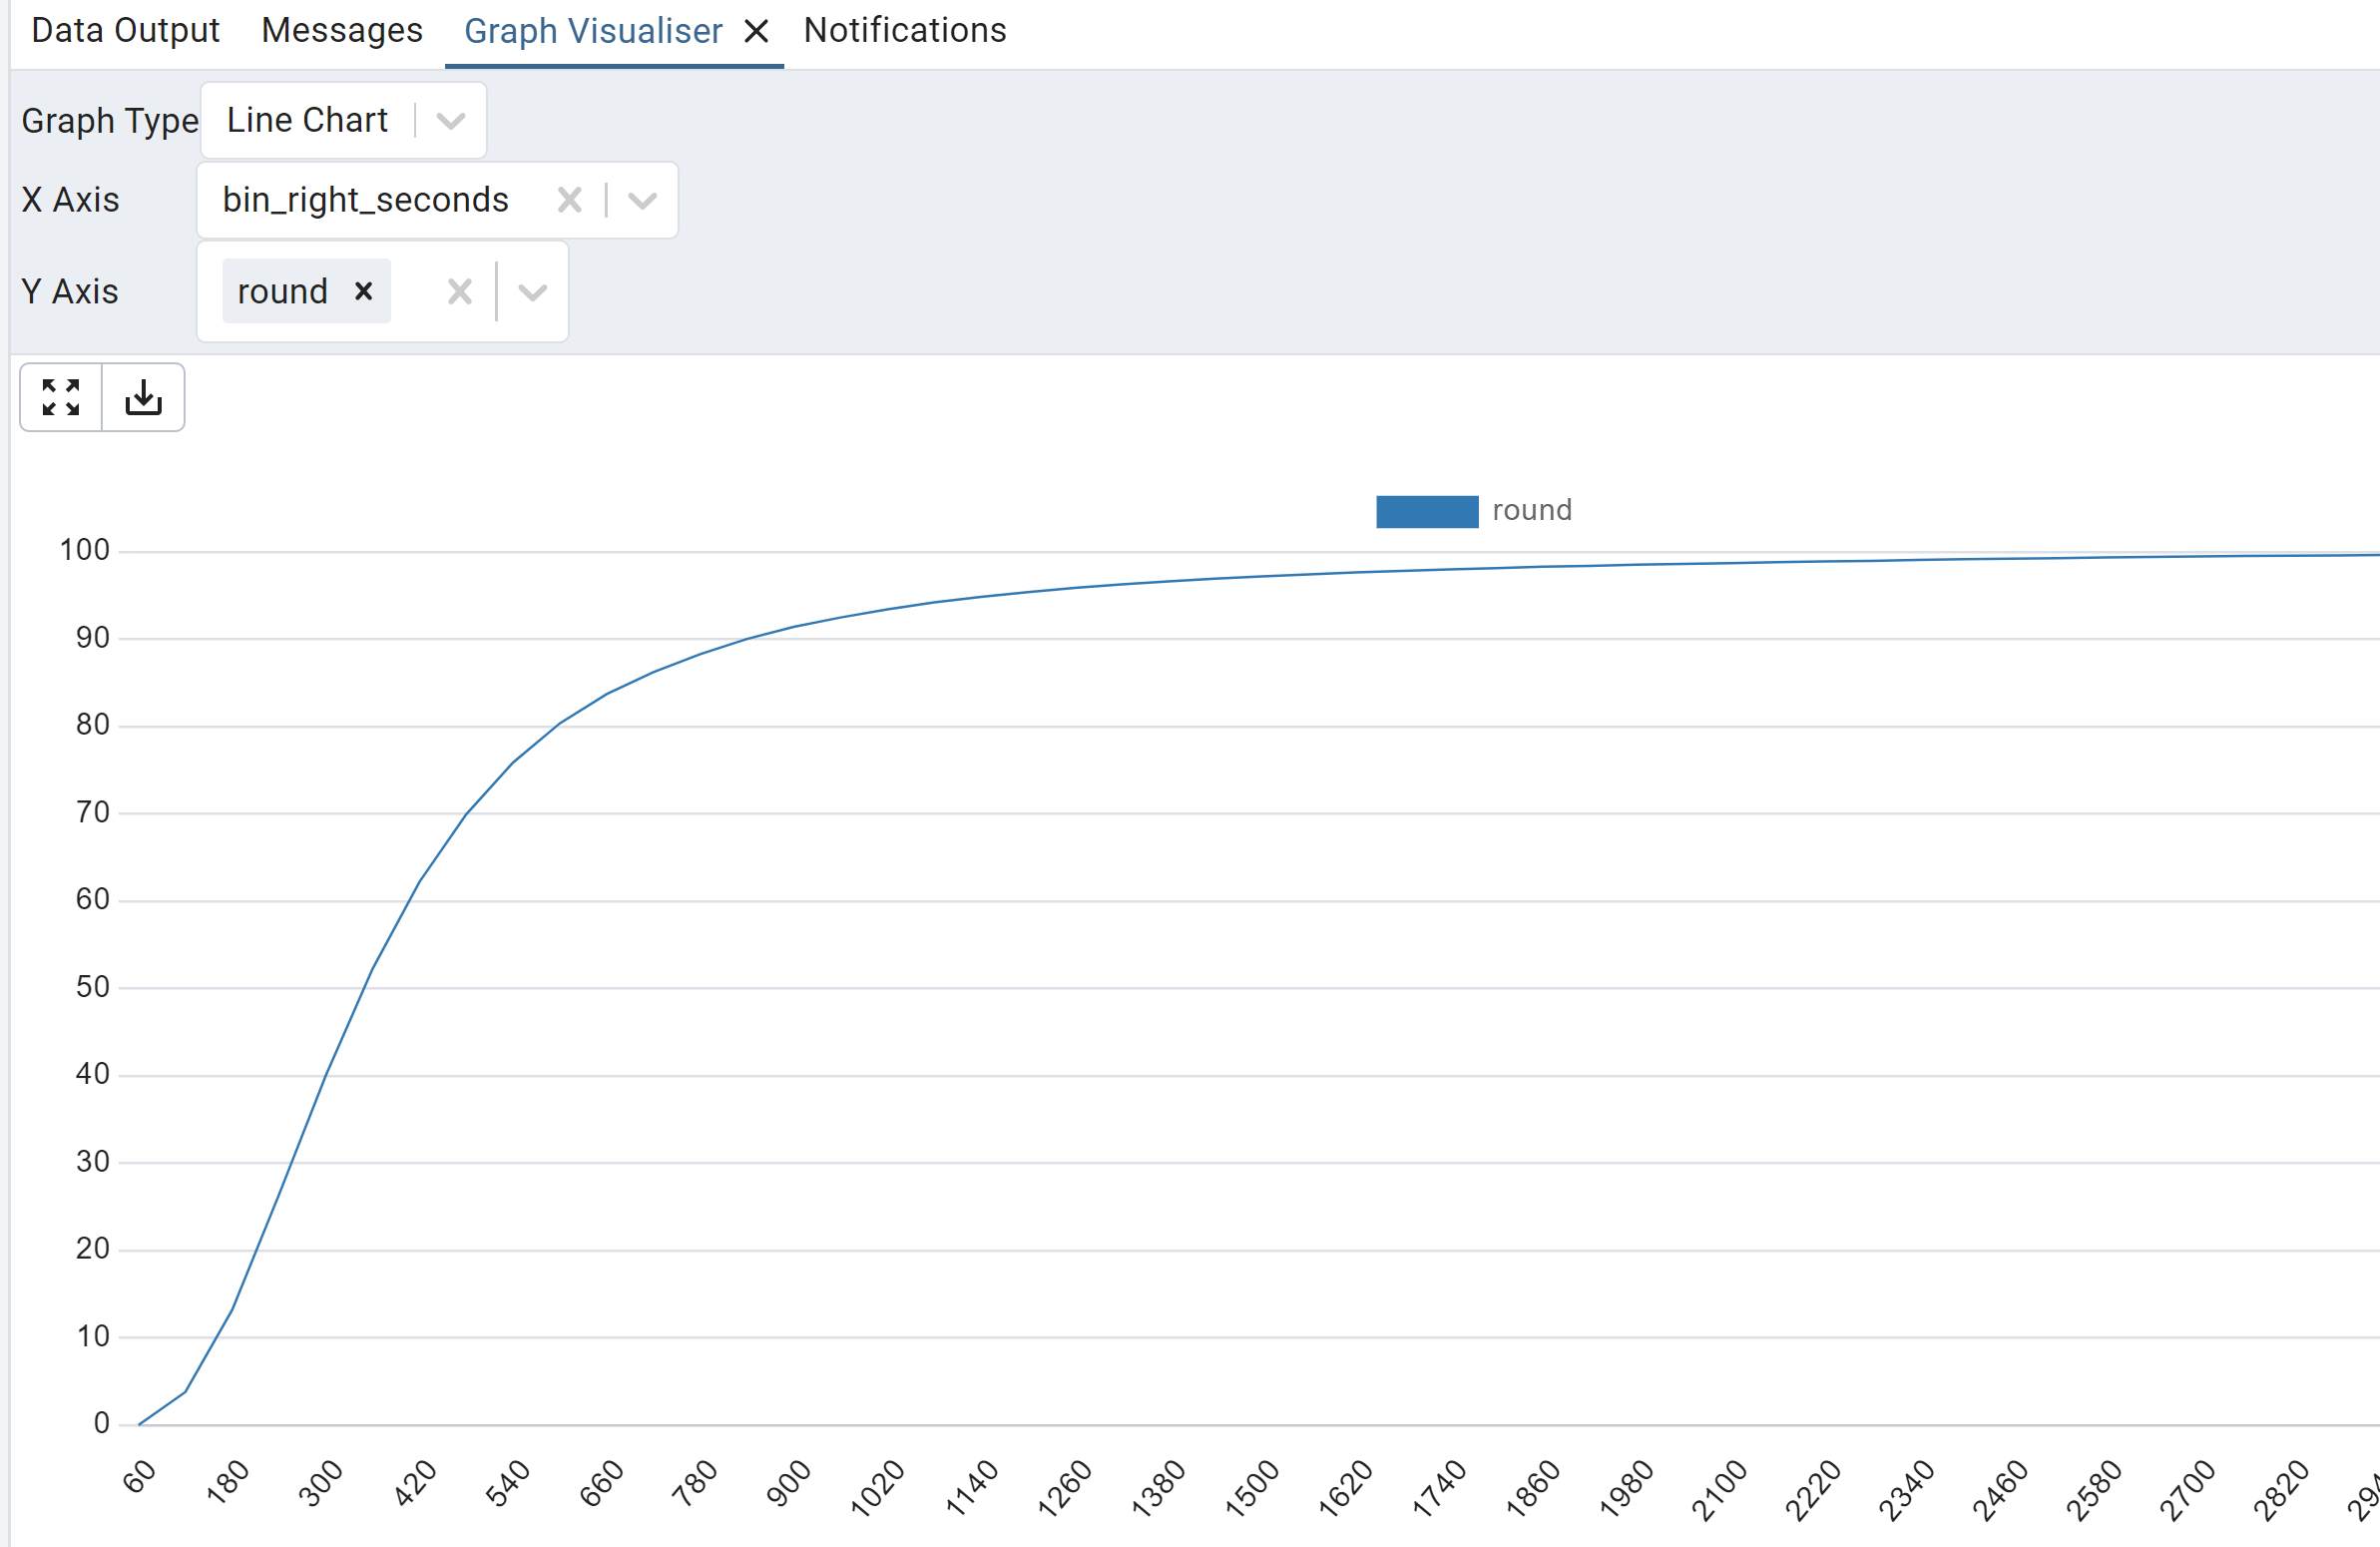 Data Output Messages Graph Visualiser Notifications
Graph Type Line Chart
X Axis bin_right_seconds
Y Axis round
round
100
90
80
70
60
50
40
30
20
10
0
60 180 300 420 540 660 780 900 1020 1140 1260 1380 1500 1620 1740 1860 1980 2100 2220 2340 2460 2580 2700 2820